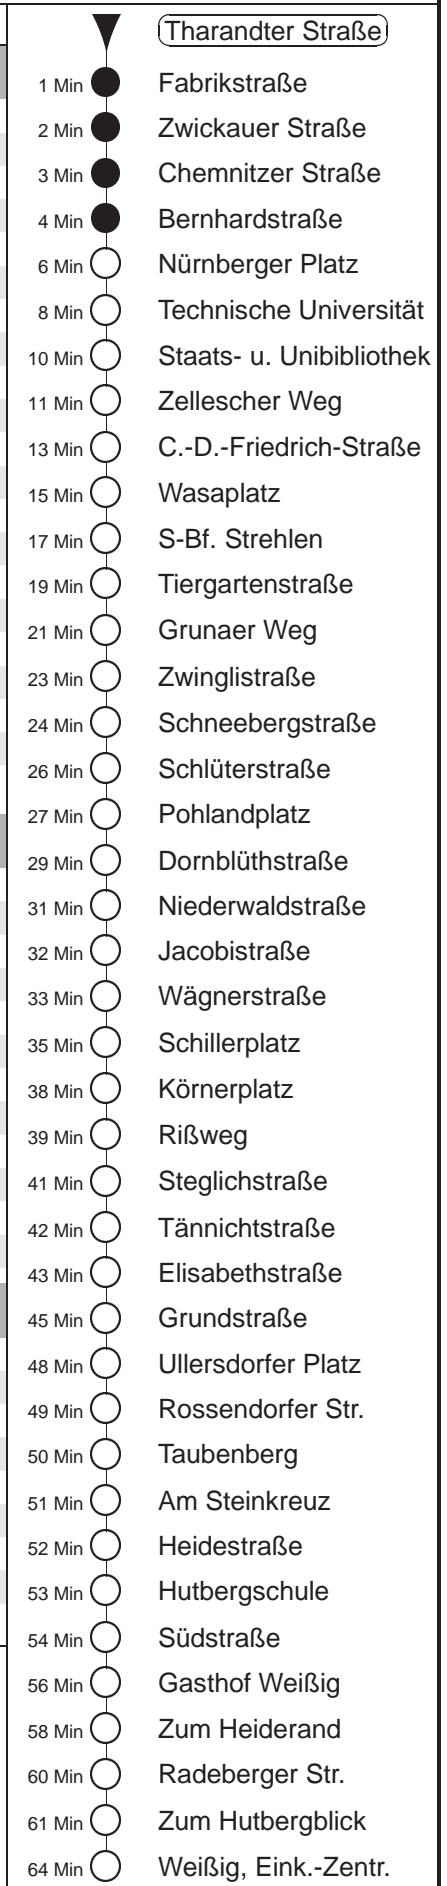 Tharandter Straße
1 Min Fabrikstraße
2 Min Zwickauer Straße
3 Min Chemnitzer Straße
4 Min Bernhardstraße
6 Min Nürnberger Platz
8 Min Technische Universität
10 Min Staats- u. Unibibliothek
11 Min Zellescher Weg
13 Min C.-D.-Friedrich-Straße
15 Min Wasaplatz
17 Min S-Bf. Strehlen
19 Min Tiergartenstraße
21 Min Grunaer Weg
23 Min Zwinglistraße
24 Min Schneebergstraße
26 Min Schlüterstraße
27 Min Pohlandplatz
29 Min Dornblüthstraße
31 Min Niederwaldstraße
32 Min Jacobistraße
33 Min Wägnerstraße
35 Min Schillerplatz
38 Min Körnerplatz
39 Min Rißweg
41 Min Steglichstraße
42 Min Tännichtstraße
43 Min Elisabethstraße
45 Min Grundstraße
48 Min Ullersdorfer Platz
49 Min Rossendorfer Str.
50 Min Taubenberg
51 Min Am Steinkreuz
52 Min Heidestraße
53 Min Hutbergschule
54 Min Südstraße
56 Min Gasthof Weißig
58 Min Zum Heiderand
60 Min Radeberger Str.
61 Min Zum Hutbergblick
64 Min Weißig, Eink.-Zentr.